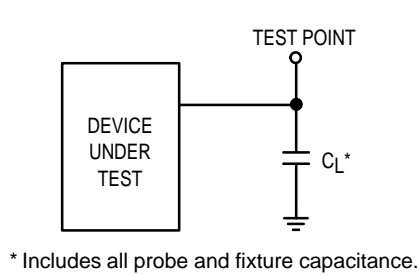 TEST POINT
DEVICE
UNDER
TEST
CL*
* Includes all probe and fixture capacitance.